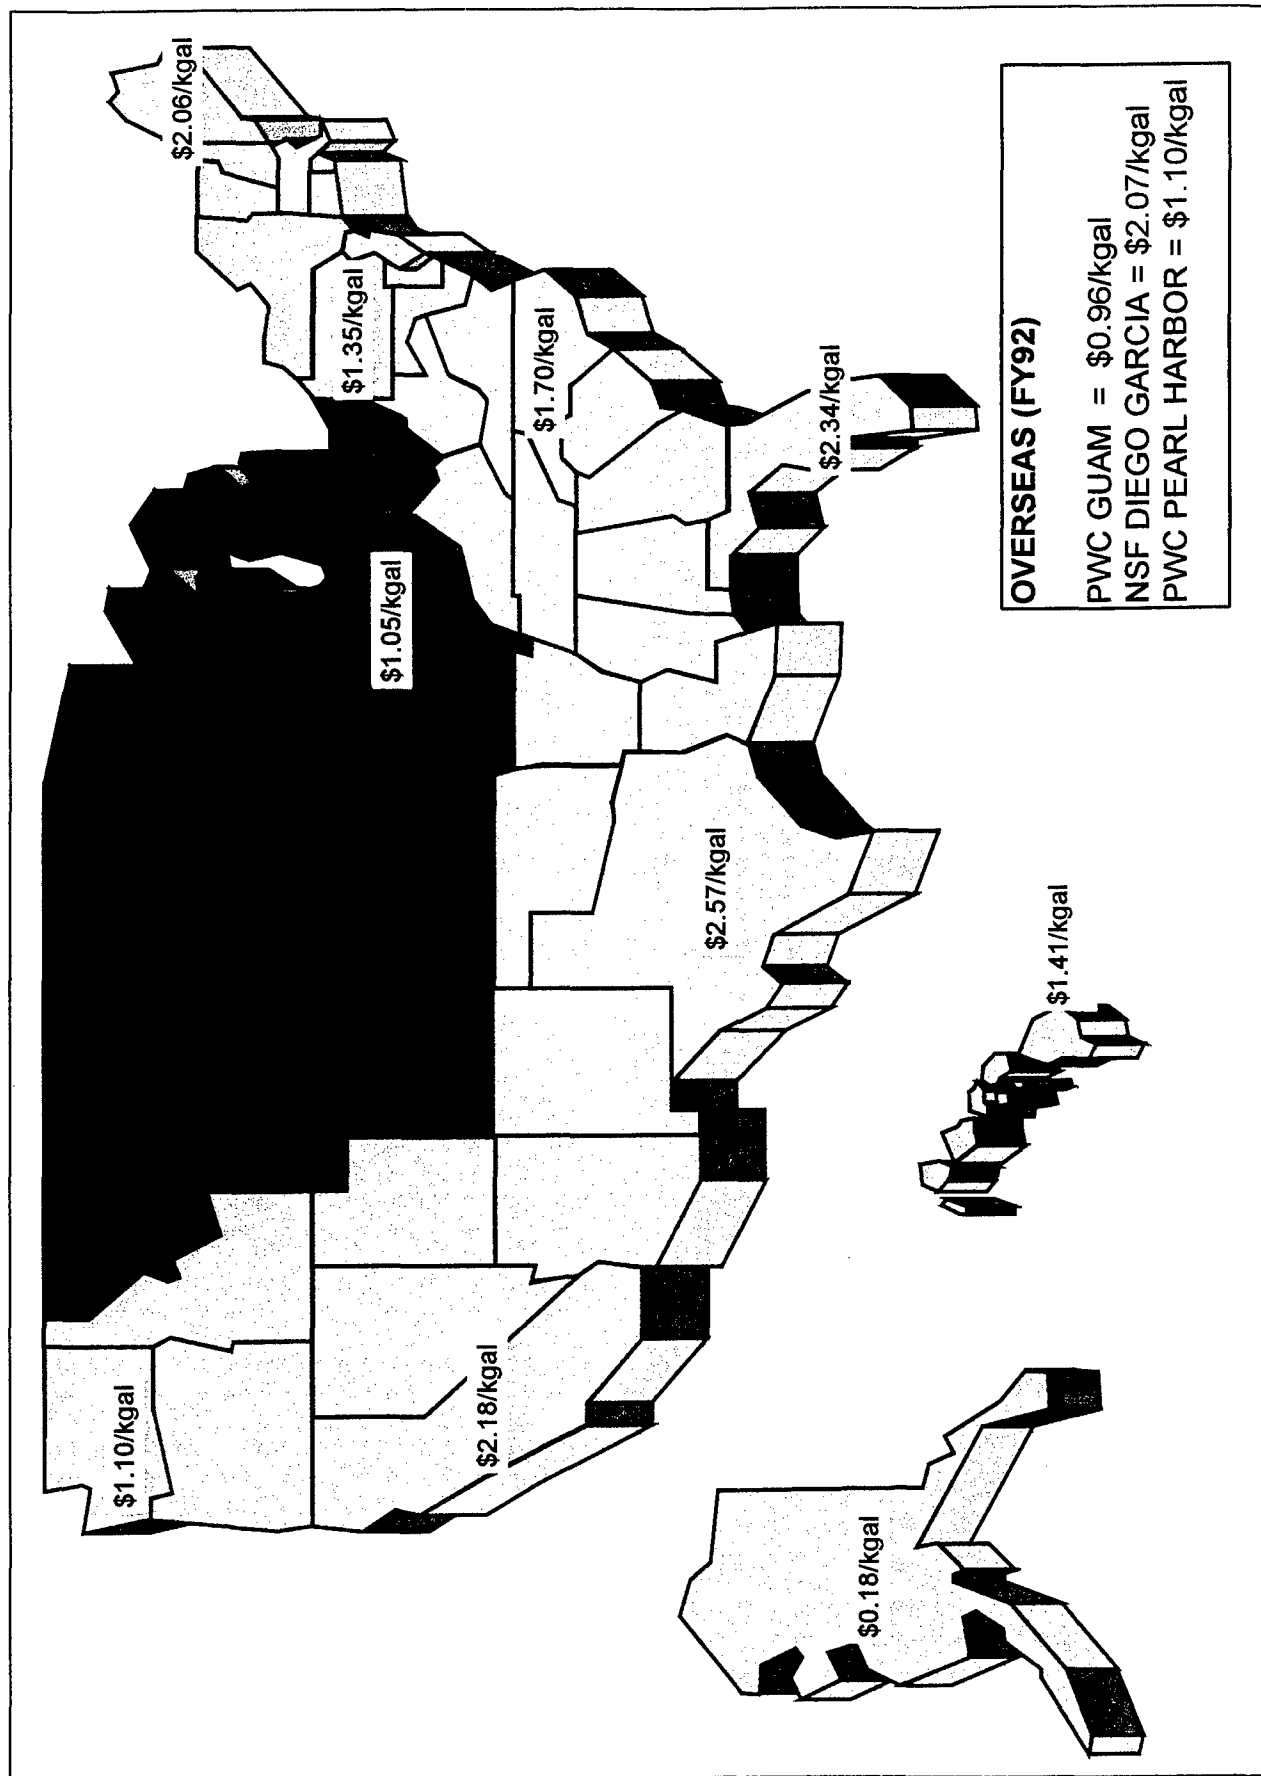 $1.10/kgal
$2.06/kgal
$1.35/kgal
$1.05/kgal
$2.18/kgal
$1.70/kgal
$2.57/kgal
$2.34/kgal
$0.18/kgal
$1.41/kgal
OVERSEAS (FY92)
PWC GUAM = $0.96/kgal
NSF DIEGO GARCIA = $2.07/kgal
PWC PEARL HARBOR = $1.10/kgal